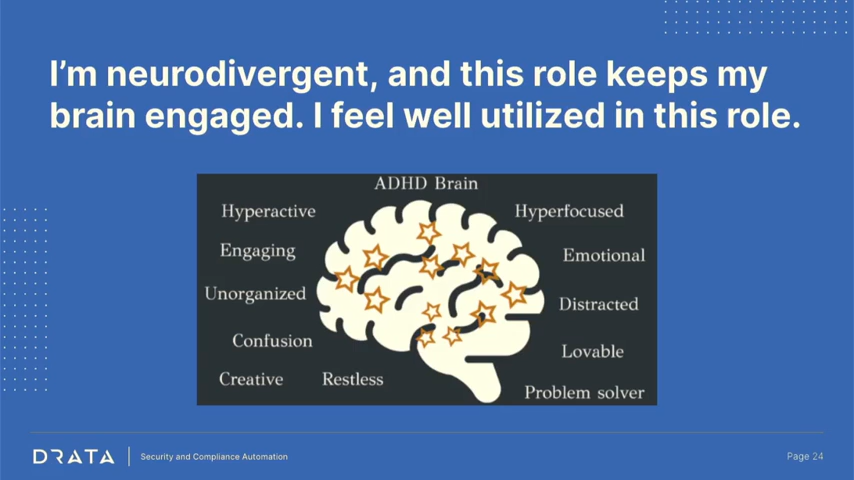 I'm neurodivergent, and this role keeps my
brain engaged. I feel well utilized in this role.
ADHD Brain
Hyperactive
Hyperfocused
Engaging
Emotional
Unorganized
Distracted
Confusion
Lovable
Creative
Restless
Problem solver
DRATA
Security and Compliance Automation
Page 24